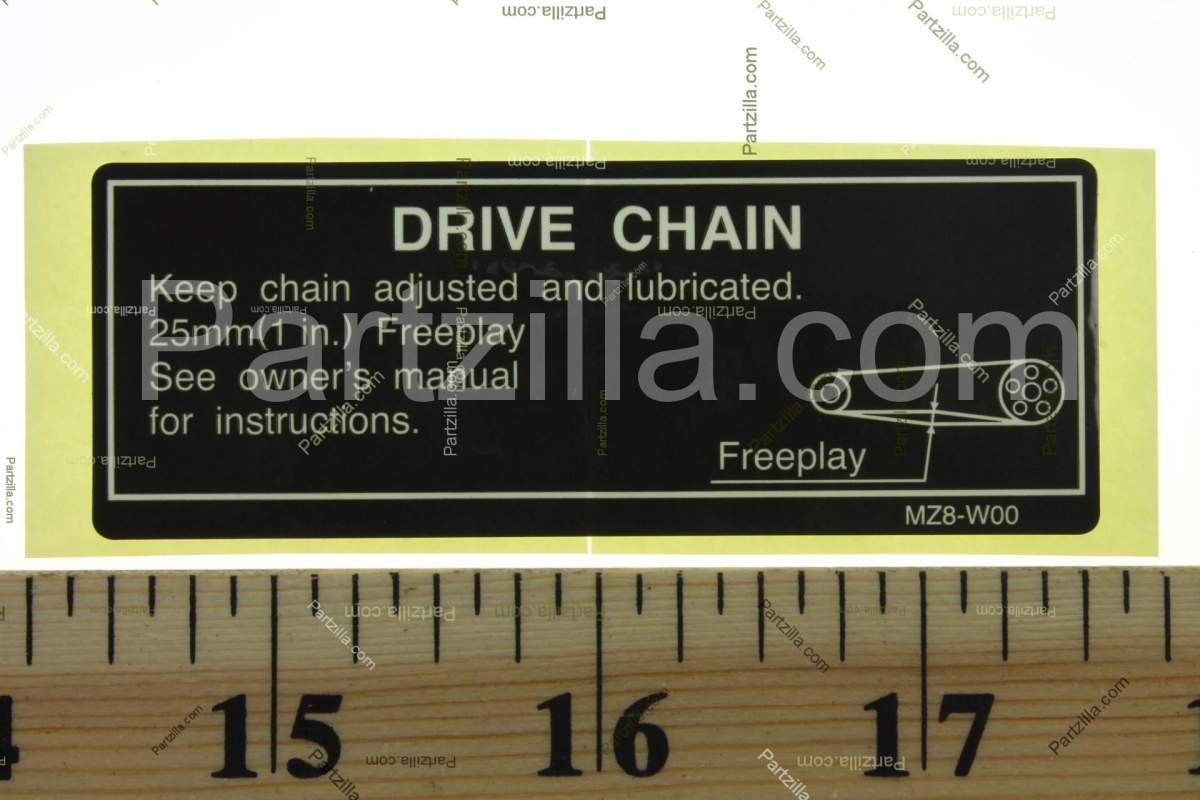 DRIVE CHAIN
Keep chain adjusted and lubricated.
25mm(1 in.) Freeplay
See owner's manual
for instructions.
Freeplay
MZ8-W00
Partzilla.com
15 16 17